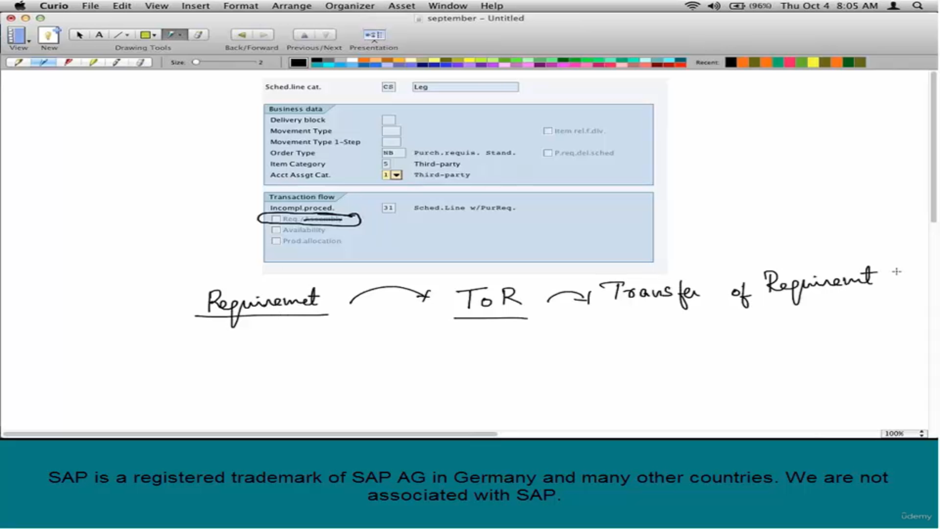 Curio File Edit View Insert Format Arrange Organizer Asset Window Help (96%) Thu Oct 4 8:05 AM
september - Untitled
View New Drawing Tools Back/Forward Previous/Next Presentation
Size: 2 Recent:
Sched.line cat. CS Leg
Business data
Delivery block
Movement Type Item rel.f.dlv.
Movement Type 1-Step
Order Type NB Purch.requis. Stand. P.req.del.sched
Item Category 5 Third-party
Acct Assgt Cat. 1 Third-party
Transaction flow
Incompl.proced. 31 Sched.Line w/PurReq.
Req.
Availability
Prod.allocation
Requiremet ToR Transfer of Requiremt
100%
SAP is a registered trademark of SAP AG in Germany and many other countries. We are not
associated with SAP.
ûdemy